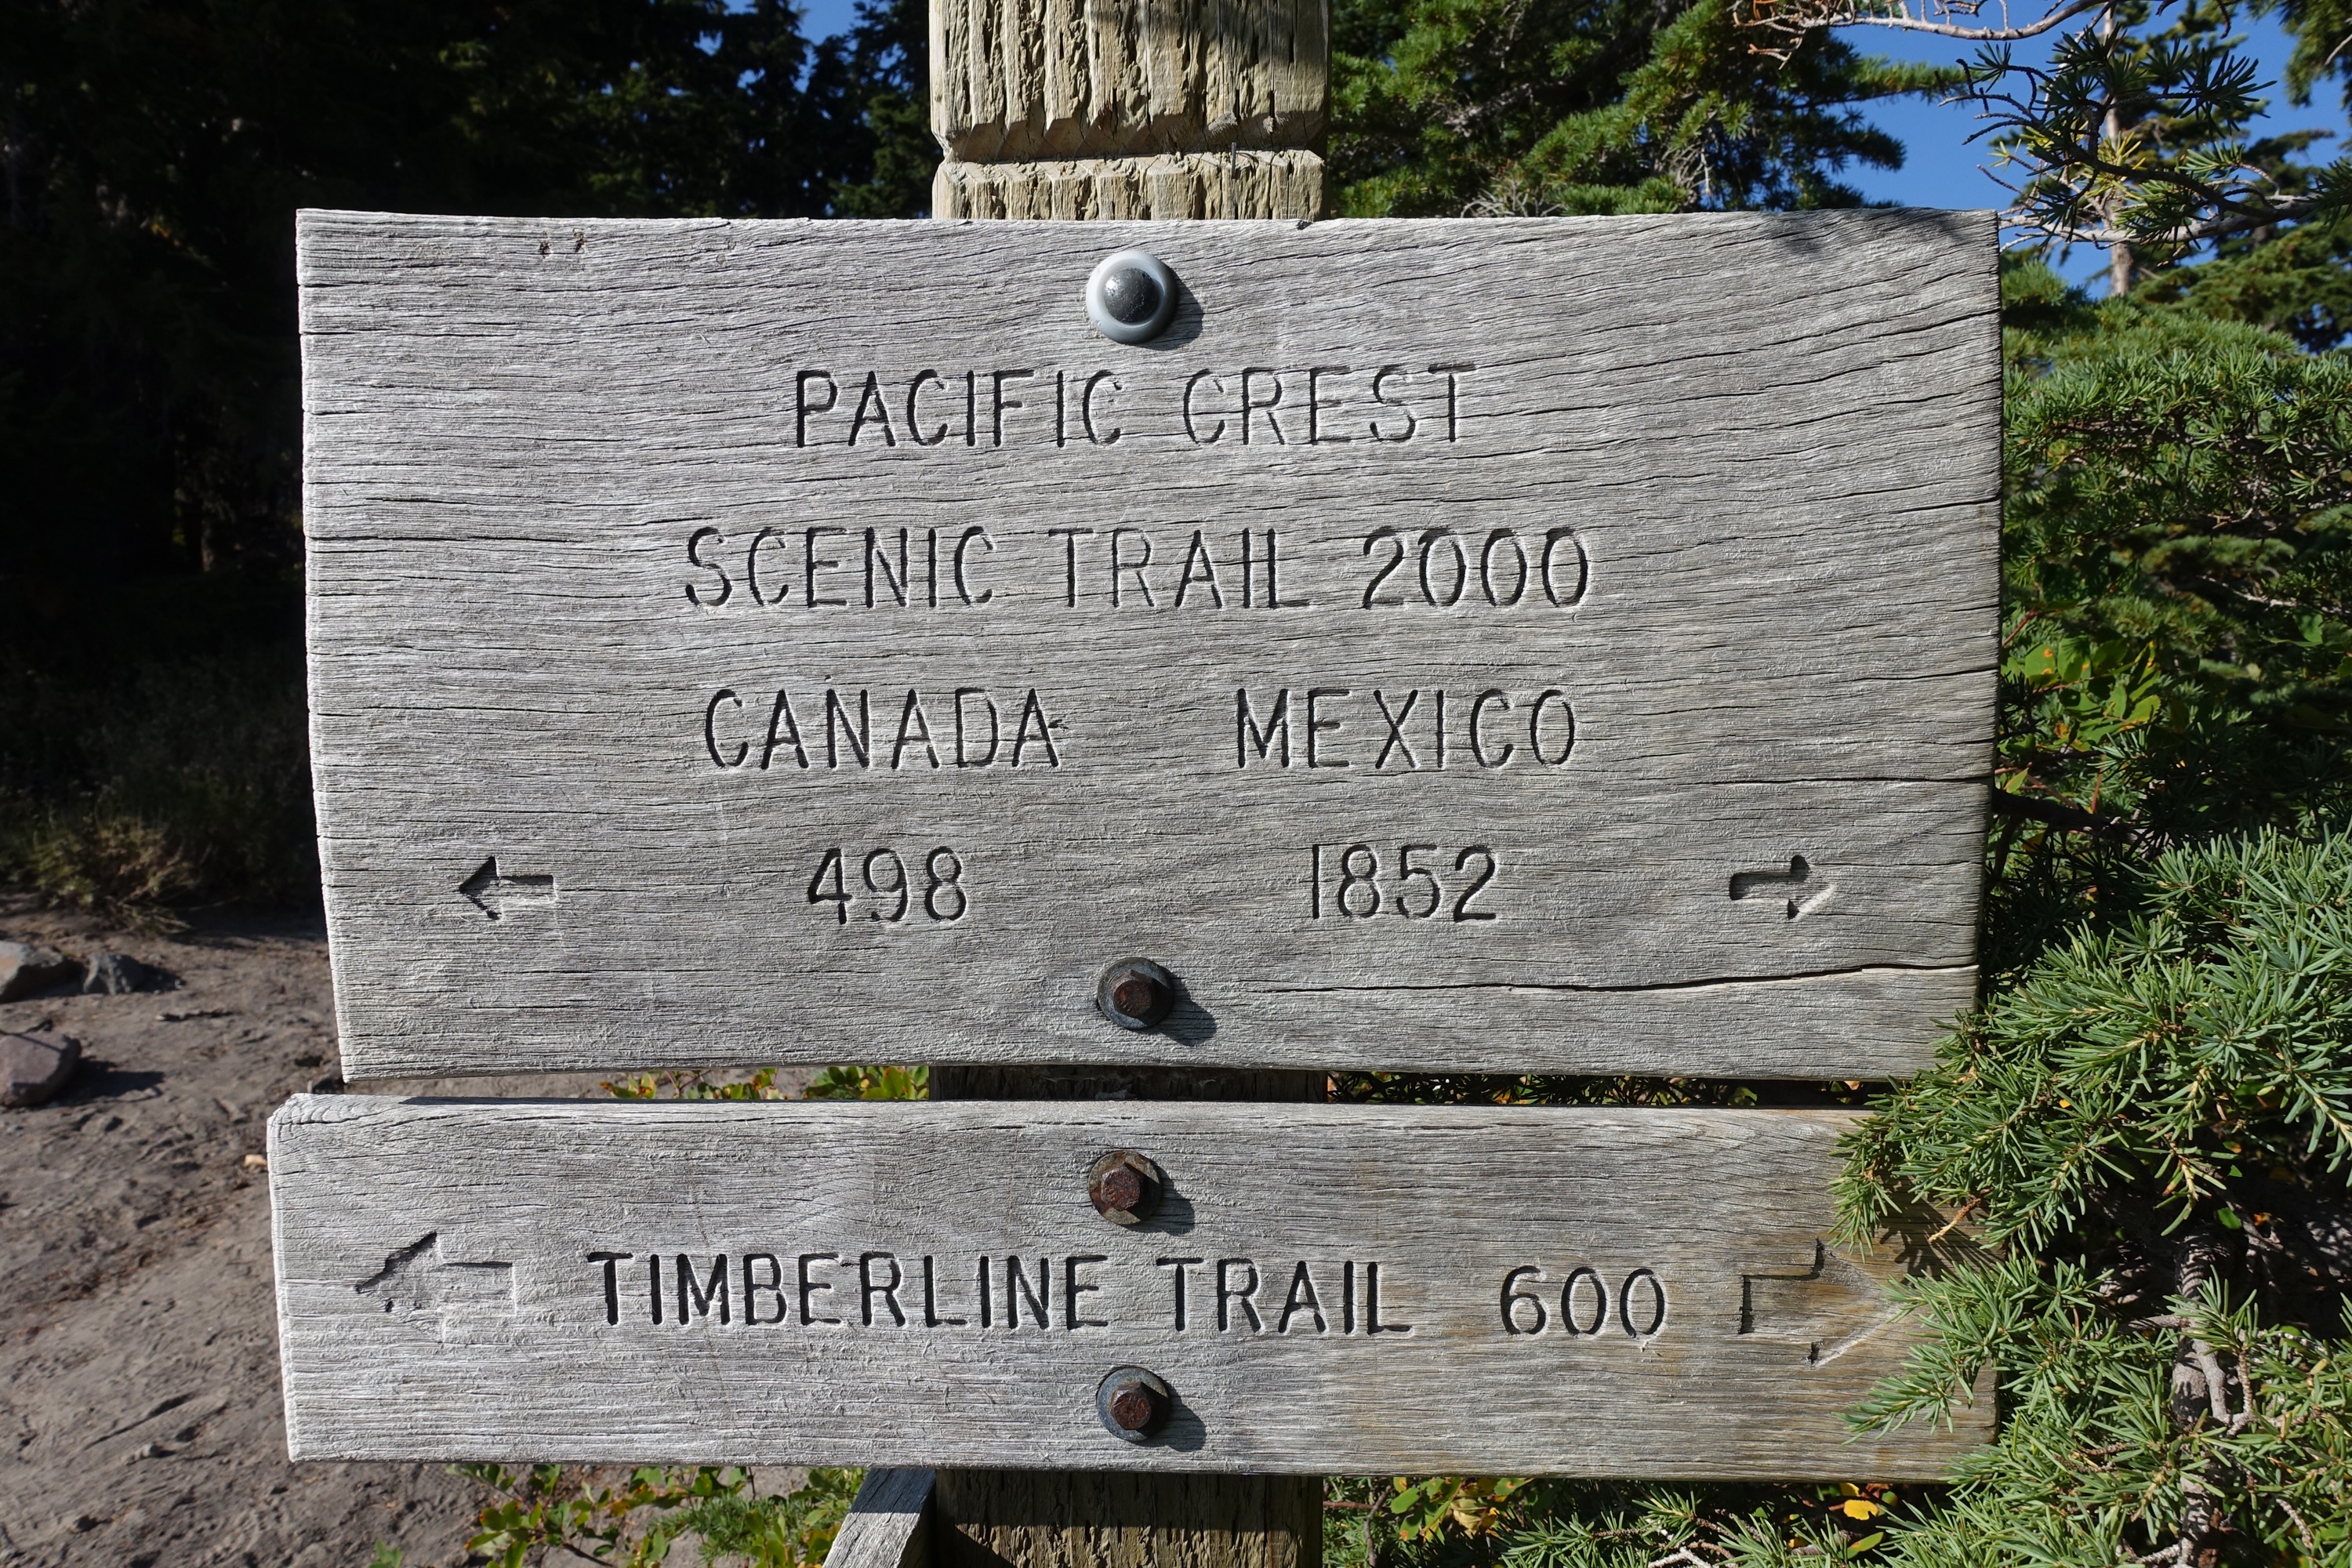 PACIFIC CREST
SCENIC TRAIL 2000
CANADA MEXICO
← 498 1852 →
← TIMBERLINE TRAIL 600 →